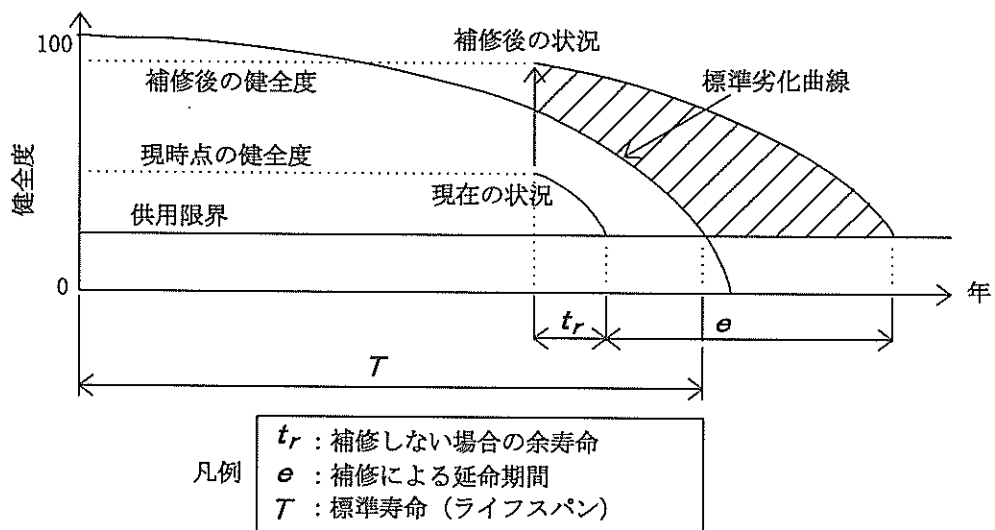 100
補修後の状況
補修後の健全度
標準劣化曲線
現時点の健全度
健全度
現在の状況
供用限界
0
年
tr
e
T
凡例
tr：補修しない場合の余寿命
e：補修による延命期間
T：標準寿命（ライフスパン）